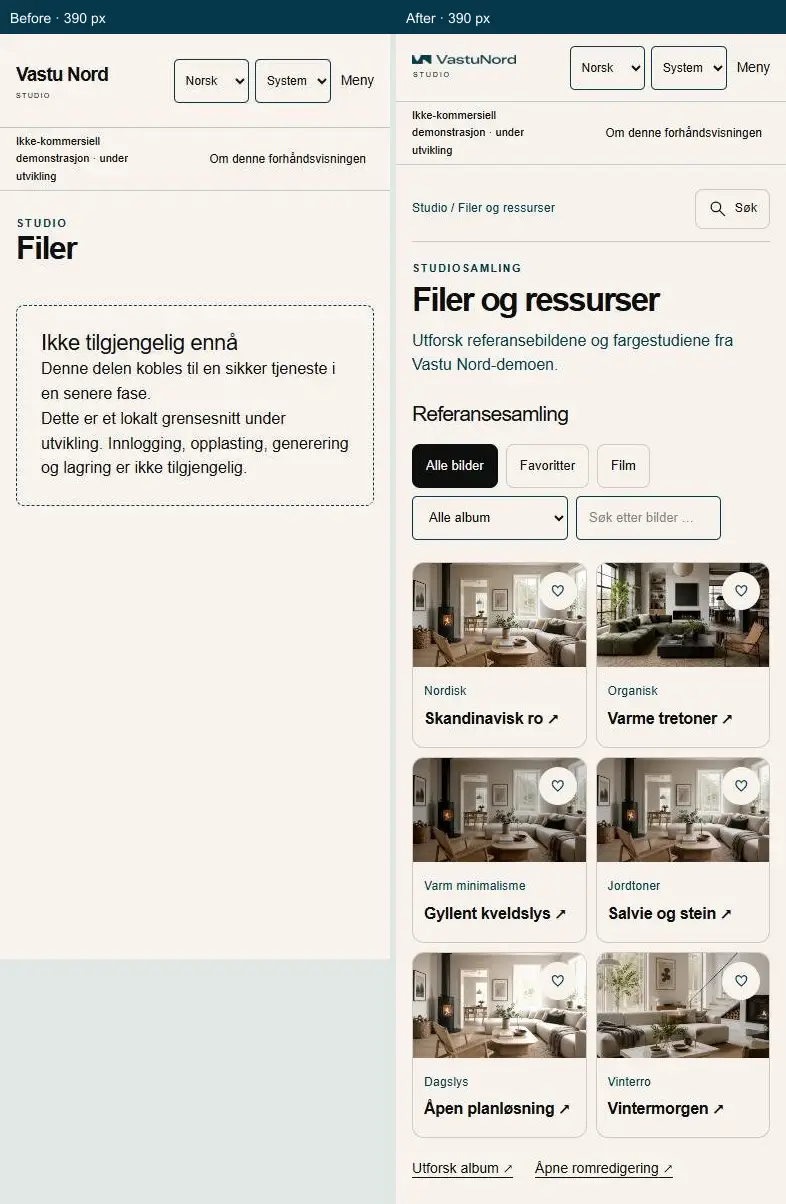 Before · 390 px
Vastu Nord
STUDIO
Norsk
System
Meny
Ikke-kommersiell
demonstrasjon · under
utvikling
Om denne forhåndsvisningen
STUDIO
Filer
Ikke tilgjengelig ennå
Denne delen kobles til en sikker tjeneste i
en senere fase.
Dette er et lokalt grensesnitt under
utvikling. Innlogging, opplasting, generering
og lagring er ikke tilgjengelig.
After · 390 px
VastuNord
STUDIO
Norsk
System
Meny
Ikke-kommersiell
demonstrasjon · under
utvikling
Om denne forhåndsvisningen
Studio / Filer og ressurser
Søk
STUDIOSAMLING
Filer og ressurser
Utforsk referansebildene og fargestudiene fra
Vastu Nord-demoen.
Referansesamling
Alle bilder
Favoritter
Film
Alle album
Søk etter bilder ...
Nordisk
Skandinavisk ro ↗
Organisk
Varme tretoner ↗
Varm minimalisme
Gyllent kveldslys ↗
Jordtoner
Salvie og stein ↗
Dagslys
Åpen planløsning ↗
Vinterro
Vintermorgen ↗
Utforsk album ↗
Åpne romredigering ↗